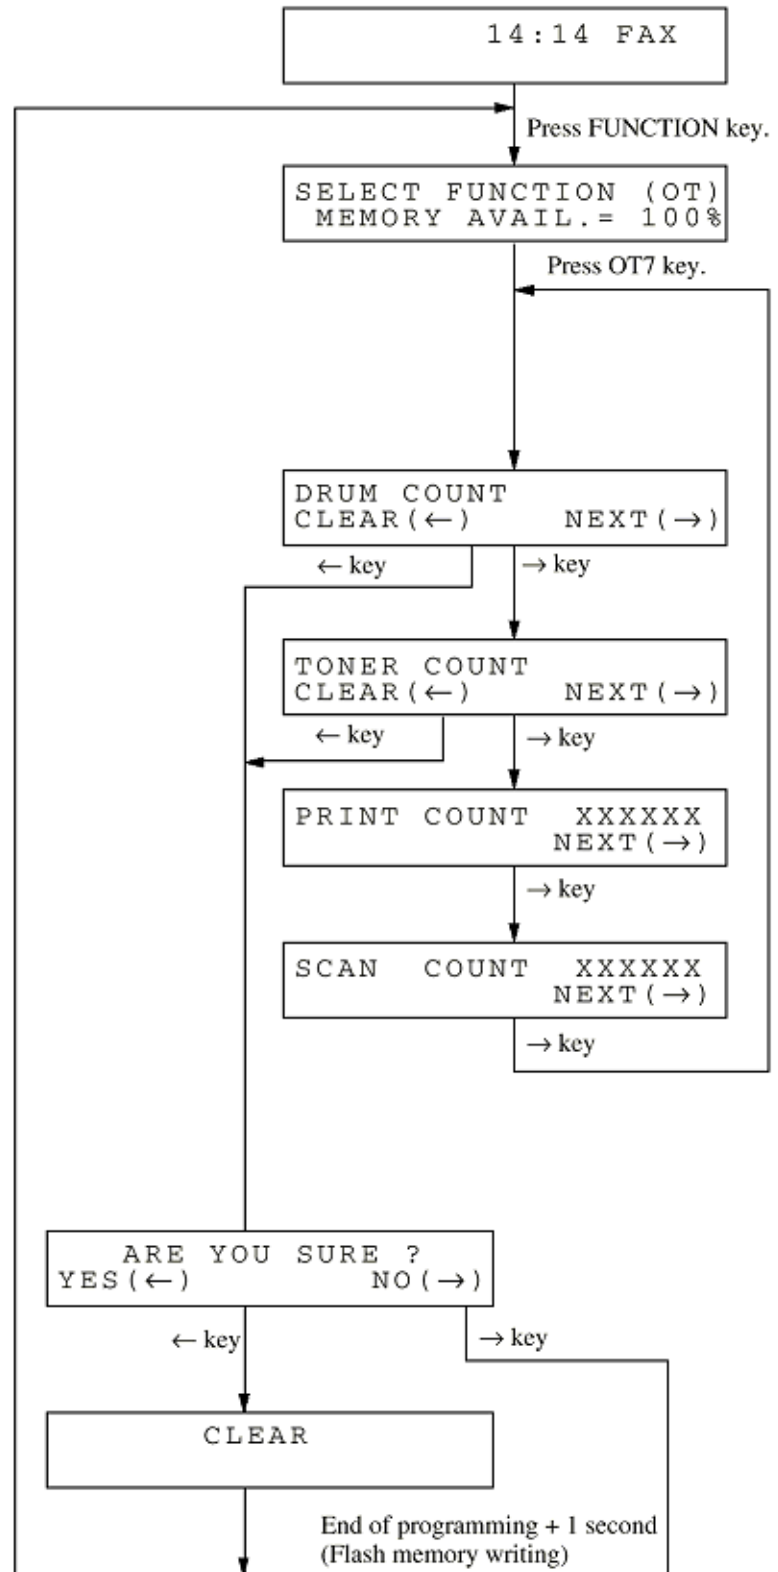 14:14 FAX
Press FUNCTION key.
SELECT FUNCTION (OT)
MEMORY AVAIL.= 100%
Press OT7 key.
DRUM COUNT
CLEAR(←) NEXT(→)
← key → key
TONER COUNT
CLEAR(←) NEXT(→)
← key → key
PRINT COUNT XXXXXX
NEXT(→)
→ key
SCAN COUNT XXXXXX
NEXT(→)
→ key
ARE YOU SURE ?
YES(←) NO(→)
← key → key
CLEAR
End of programming + 1 second
(Flash memory writing)